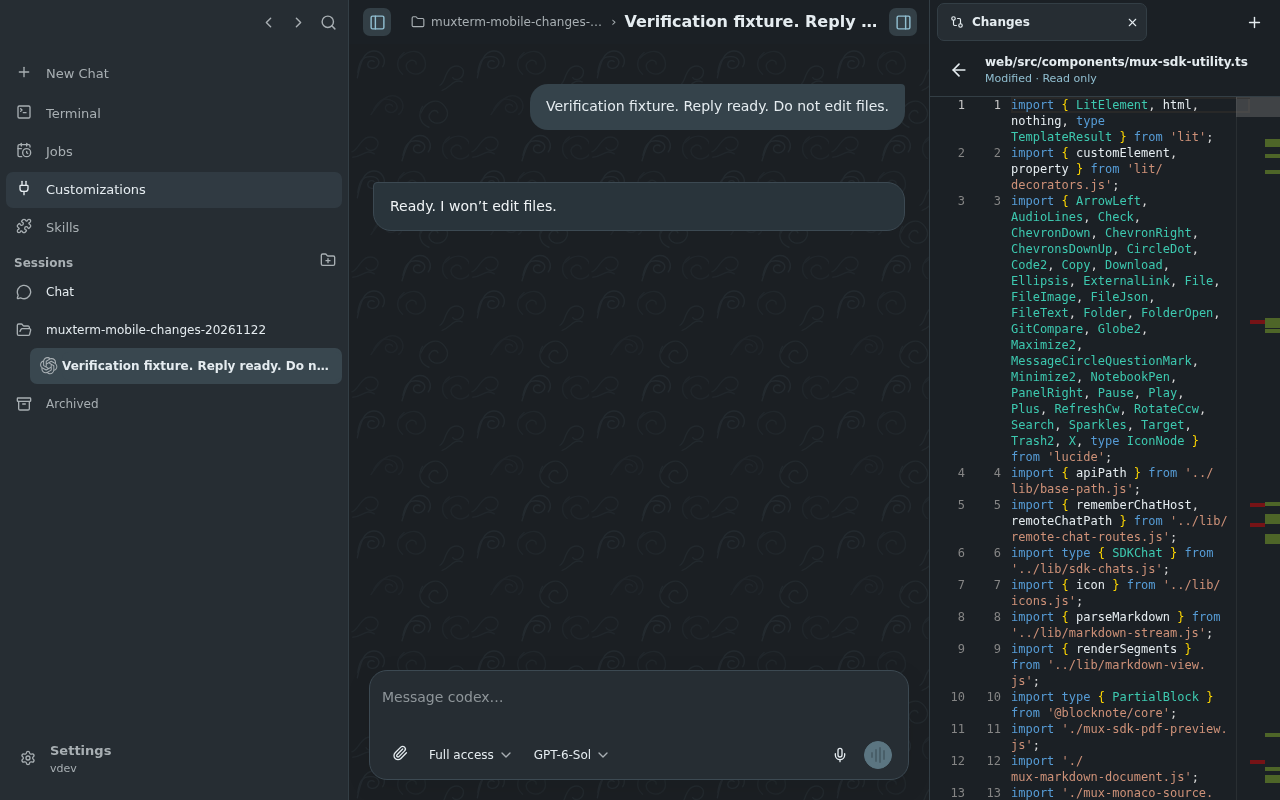 New Chat
Terminal
Jobs
Customizations
Skills
Sessions
Chat
muxterm-mobile-changes-20261122
Verification fixture. Reply ready. Do n…
Archived
Settings
vdev
muxterm-mobile-changes-… › Verification fixture. Reply …
Verification fixture. Reply ready. Do not edit files.
Ready. I won’t edit files.
Message codex…
Full access
GPT-6-Sol
Changes
web/src/components/mux-sdk-utility.ts
Modified · Read only
1 1 import { LitElement, html,
nothing, type
TemplateResult } from 'lit';
2 2 import { customElement,
property } from 'lit/
decorators.js';
3 3 import { ArrowLeft,
AudioLines, Check,
ChevronDown, ChevronRight,
ChevronsDownUp, CircleDot,
Code2, Copy, Download,
Ellipsis, ExternalLink, File,
FileImage, FileJson,
FileText, Folder, FolderOpen,
GitCompare, Globe2,
Maximize2,
MessageCircleQuestionMark,
Minimize2, NotebookPen,
PanelRight, Pause, Play,
Plus, RefreshCw, RotateCcw,
Search, Sparkles, Target,
Trash2, X, type IconNode }
from 'lucide';
4 4 import { apiPath } from '../
lib/base-path.js';
5 5 import { rememberChatHost,
remoteChatPath } from '../lib/
remote-chat-routes.js';
6 6 import type { SDKChat } from
'../lib/sdk-chats.js';
7 7 import { icon } from '../lib/
icons.js';
8 8 import { parseMarkdown } from
'../lib/markdown-stream.js';
9 9 import { renderSegments }
from '../lib/markdown-view.
js';
10 10 import type { PartialBlock }
from '@blocknote/core';
11 11 import './mux-sdk-pdf-preview.
js';
12 12 import './
mux-markdown-document.js';
13 13 import './mux-monaco-source.